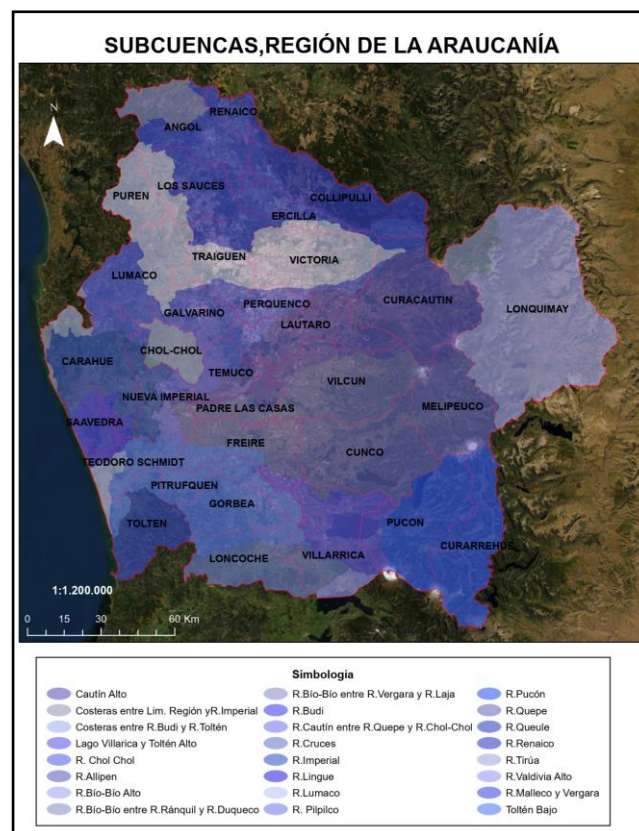 SUBCUENCAS,REGIÓN DE LA ARAUCANÍA
N
RENAICO
ANGOL
LOS SAUCES
PUREN
COLLIPULLI
ERCILLA
TRAIGUEN
VICTORIA
LUMACO
LONQUIMAY
CURACAUTIN
PERQUENCO
GALVARINO
LAUTARO
CHOL-CHOL
CARAHUE
TEMUCO
VILCUN
NUEVA IMPERIAL
MELIPEUCO
PADRE LAS CASAS
SAAVEDRA
FREIRE
CUNCO
TEODORO SCHMIDT
PITRUFQUEN
GORBEA
TOLTEN
PUCON
CURARREHUE
LONCOCHE
VILLARRICA
1:1.200.000
0 15 30 60 Km
Simbología
Cautín Alto
Costeras entre Lim. Región yR.Imperial
Costeras entre R.Budi y R.Toltén
Lago Villarica y Toltén Alto
R. Chol Chol
R.Allipen
R.Bío-Bío Alto
R.Bío-Bío entre R.Ránquil y R.Duqueco
R.Bío-Bío entre R.Vergara y R.Laja
R.Budi
R.Cautín entre R.Quepe y R.Chol-Chol
R.Cruces
R.Imperial
R.Lingue
R.Lumaco
R. Pilpilco
R.Pucón
R.Quepe
R.Queule
R.Renaico
R.Tirúa
R.Valdivia Alto
R.Malleco y Vergara
Toltén Bajo